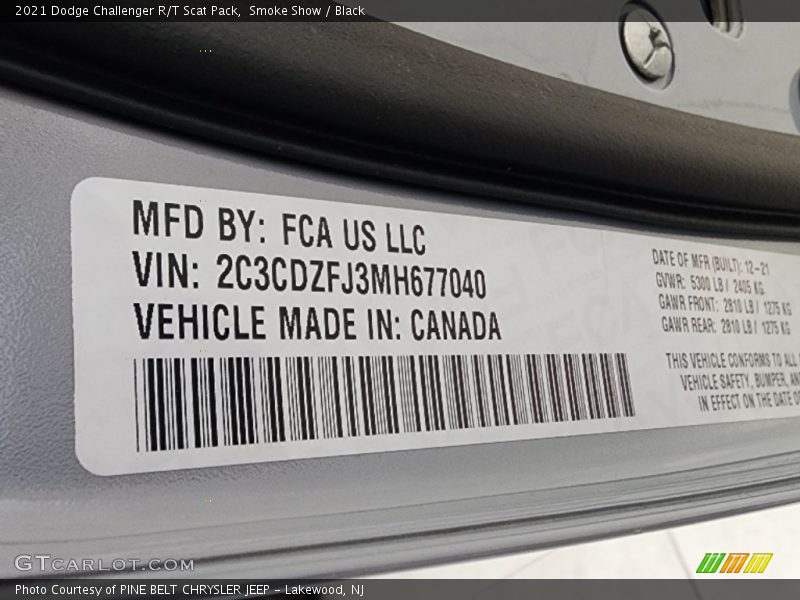 2021 Dodge Challenger R/T Scat Pack, Smoke Show / Black
MFD BY: FCA US LLC
VIN: 2C3CDZFJ3MH677040
VEHICLE MADE IN: CANADA
DATE OF MFR (BUILT): 12-21
GVWR: 5300 LB / 2405 KG
GAWR FRONT: 2810 LB / 1275 KG
GAWR REAR: 2810 LB / 1275 KG
THIS VEHICLE CONFORMS TO ALL
VEHICLE SAFETY, BUMPER,
IN EFFECT ON THE DATE
GTCARLOT.COM
Photo Courtesy of PINE BELT CHRYSLER JEEP - Lakewood, NJ